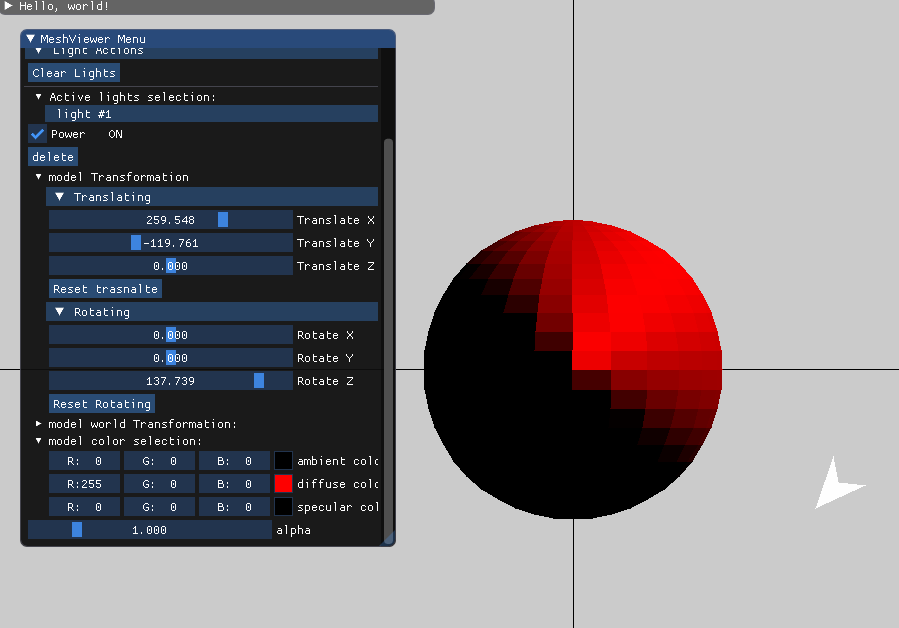 Hello, world!
MeshViewer Menu
Light Actions
Clear Lights
Active lights selection:
light #1
Power ON
delete
model Transformation
Translating
259.548 Translate X
-119.761 Translate Y
0.000 Translate Z
Reset trasnalte
Rotating
0.000 Rotate X
0.000 Rotate Y
137.739 Rotate Z
Reset Rotating
model world Transformation:
model color selection:
R: 0 G: 0 B: 0 ambient colo
R:255 G: 0 B: 0 diffuse colo
R: 0 G: 0 B: 0 specular col
1.000 alpha